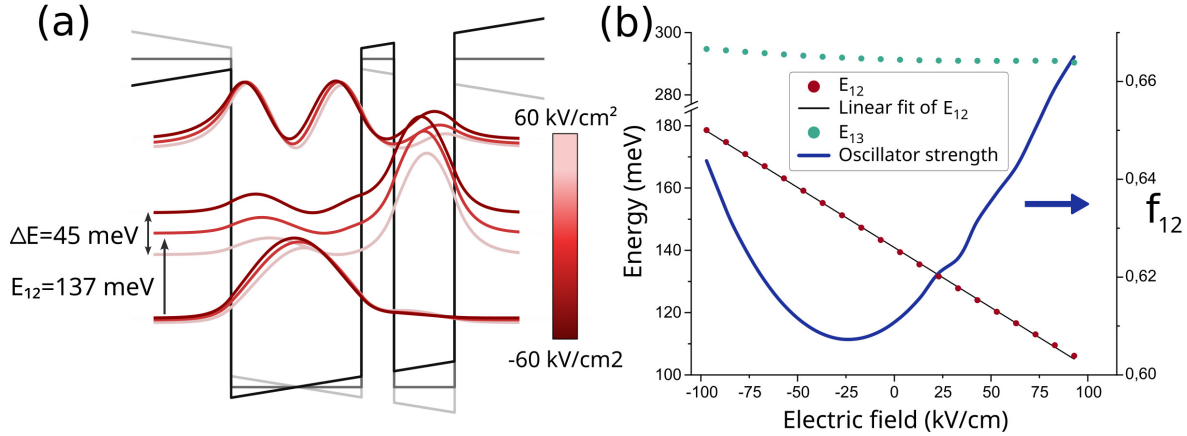 (a)
60 kV/cm²
ΔE=45 meV
E₁₂=137 meV
-60 kV/cm2
(b)
300
280
180
160
140
120
100
Energy (meV)
E₁₂
Linear fit of E₁₂
E₁₃
Oscillator strength
0,66
0,64
0,62
0,60
f₁₂
-100 -75 -50 -25 0 25 50 75 100
Electric field (kV/cm)